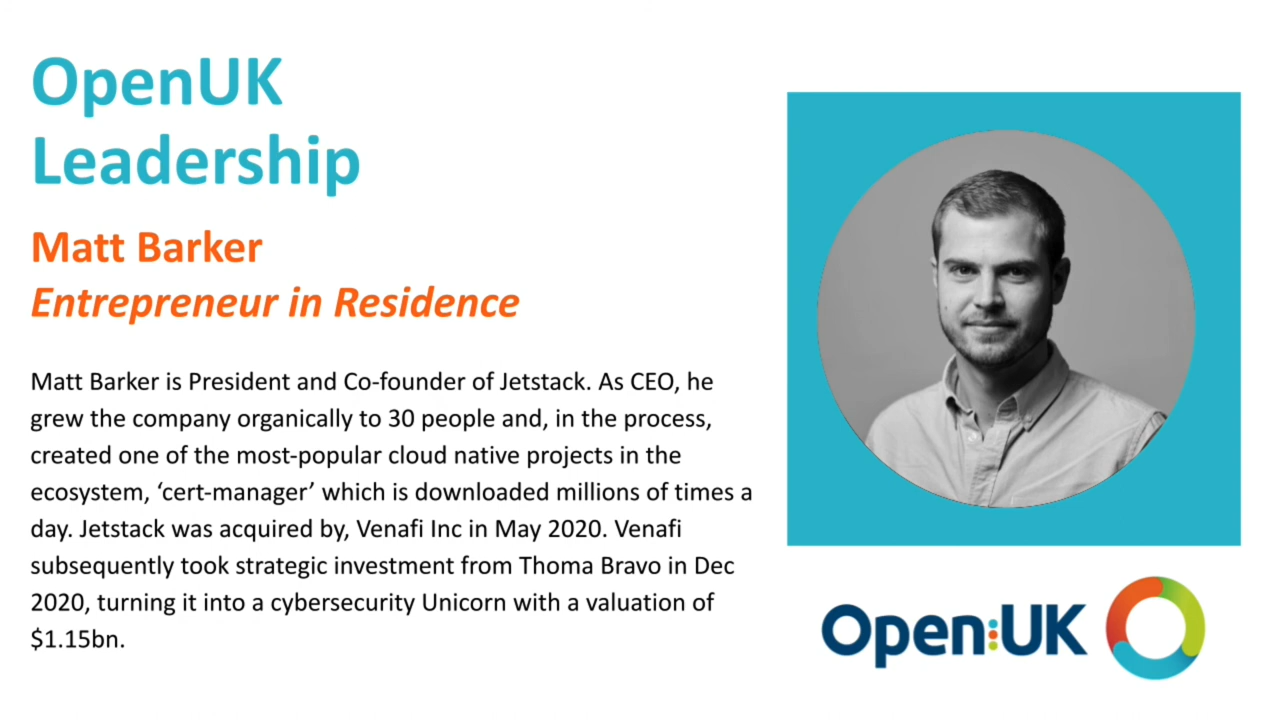 OpenUK
Leadership
Matt Barker
Entrepreneur in Residence
Matt Barker is President and Co-founder of Jetstack. As CEO, he
grew the company organically to 30 people and, in the process,
created one of the most-popular cloud native projects in the
ecosystem, ‘cert-manager’ which is downloaded millions of times a
day. Jetstack was acquired by, Venafi Inc in May 2020. Venafi
subsequently took strategic investment from Thoma Bravo in Dec
2020, turning it into a cybersecurity Unicorn with a valuation of
$1.15bn.
Open UK